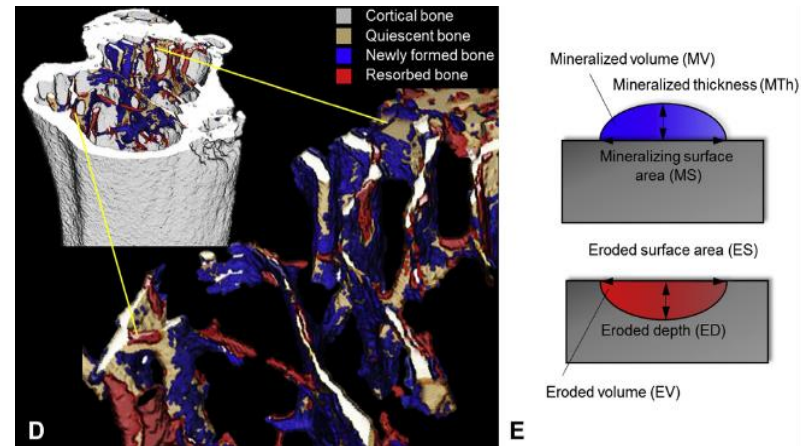 Cortical bone
Quiescent bone
Newly formed bone
Resorbed bone
D
Mineralized volume (MV)
Mineralized thickness (MTh)
Mineralizing surface
area (MS)
Eroded surface area (ES)
Eroded depth (ED)
Eroded volume (EV)
E